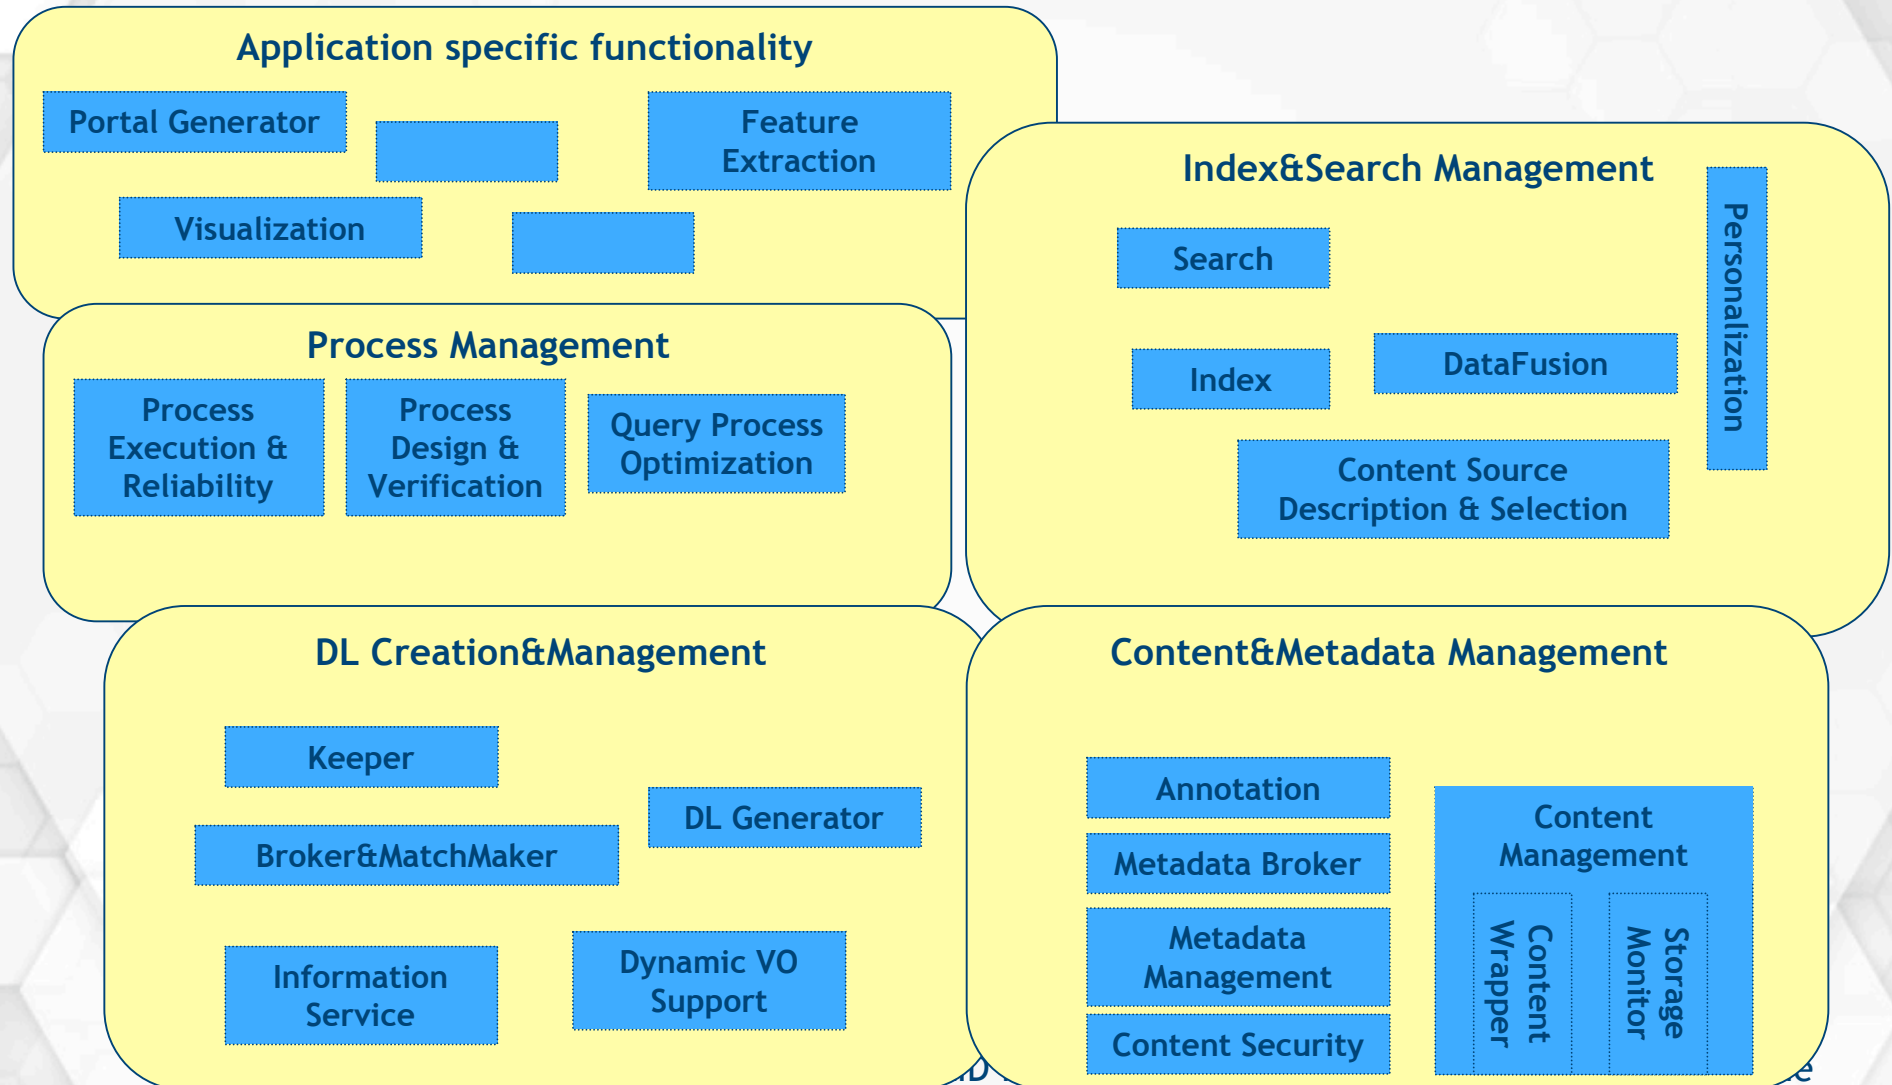 Application specific functionality
Portal Generator
Feature
Extraction
Visualization
Index&Search Management
Search
Personalization
Index
DataFusion
Content Source
Description & Selection
Process Management
Process
Execution &
Reliability
Process
Design &
Verification
Query Process
Optimization
DL Creation&Management
Keeper
DL Generator
Broker&MatchMaker
Information
Service
Dynamic VO
Support
Content&Metadata Management
Annotation
Metadata Broker
Metadata
Management
Content Security
Content
Management
Content
Wrapper
Storage
Monitor